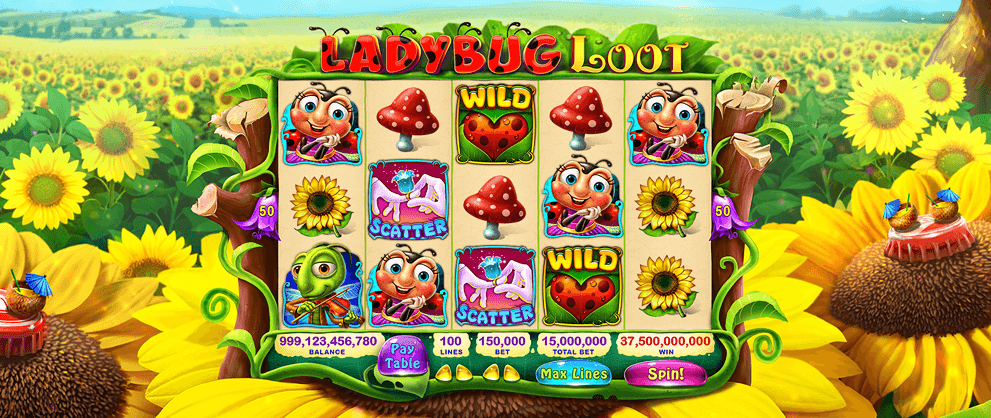 LADYBUG LOOT
WILD
50
SCATTER
50
WILD
SCATTER
999,123,456,780
BALANCE
Pay
Table
100
LINES
150,000
BET
15,000,000
TOTAL BET
37,500,000,000
WIN
Max Lines
Spin!